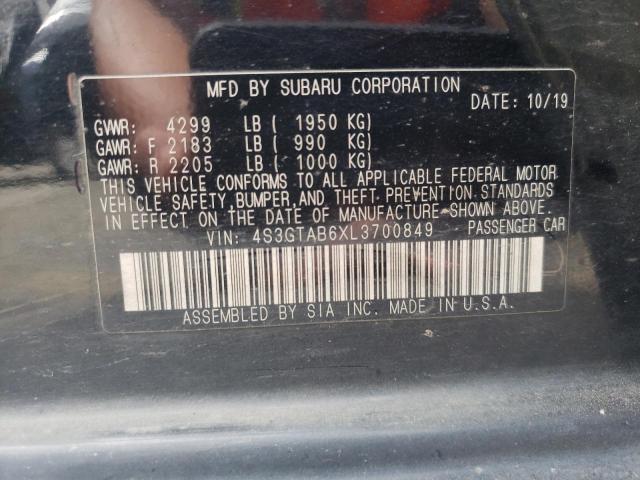 MFD BY SUBARU CORPORATION
DATE: 10/19
GVWR: 4299 LB ( 1950 KG)
GAWR: F 2183 LB ( 990 KG)
GAWR: R 2205 LB ( 1000 KG)
THIS VEHICLE CONFORMS TO ALL APPLICABLE FEDERAL MOTOR
VEHICLE SAFETY, BUMPER, AND THEFT PREVENTION STANDARDS
IN EFFECT ON THE DATE OF MANUFACTURE SHOWN ABOVE.
VIN: 4S3GTAB6XL3700849 PASSENGER CAR
ASSEMBLED BY SIA INC. MADE IN U.S.A.